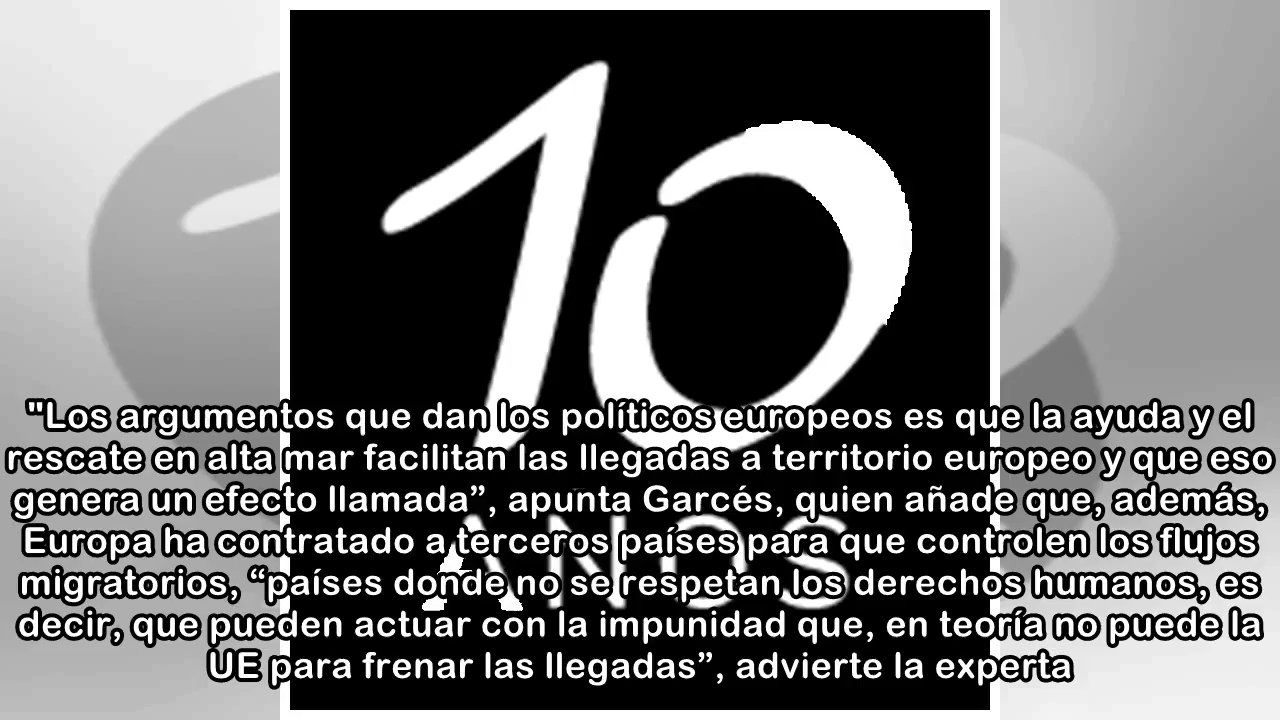 10
AÑOS
"Los argumentos que dan los políticos europeos es que la ayuda y el
rescate en alta mar facilitan las llegadas a territorio europeo y que eso
genera un efecto llamada”, apunta Garcés, quien añade que, además,
Europa ha contratado a terceros países para que controlen los flujos
migratorios, “países donde no se respetan los derechos humanos, es
decir, que pueden actuar con la impunidad que, en teoría no puede la
UE para frenar las llegadas”, advierte la experta